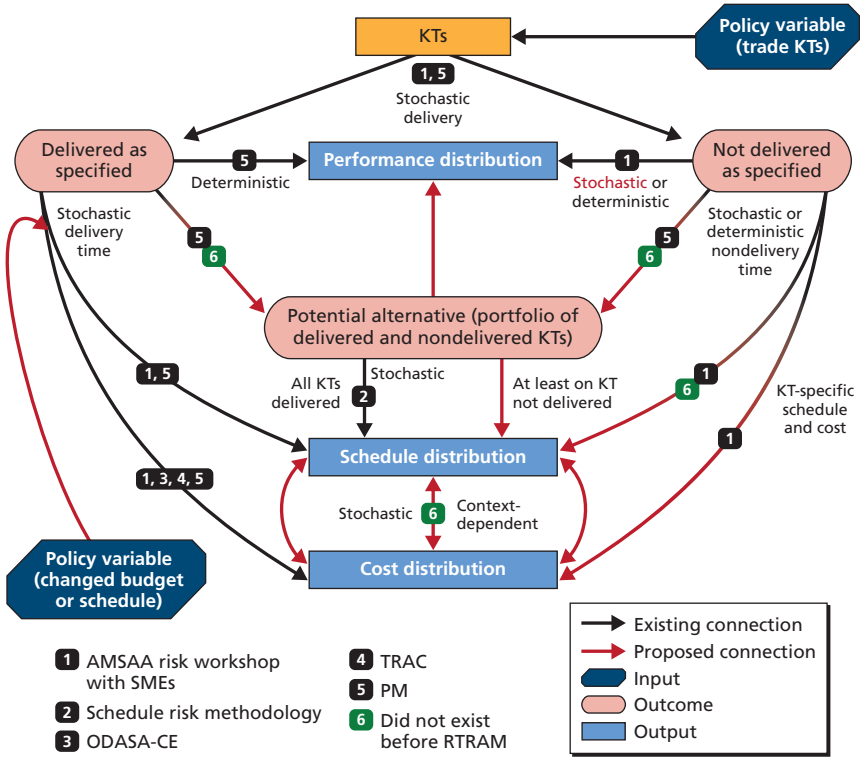 KTs
Policy variable
(trade KTs)
1, 5
Stochastic
delivery
Delivered as
specified
5
Deterministic
Performance distribution
1
Stochastic or
deterministic
Not delivered
as specified
Stochastic
delivery
time
5
6
5
6
Stochastic or
deterministic
nondelivery
time
Potential alternative (portfolio of
delivered and nondelivered KTs)
All KTs
delivered
Stochastic
2
At least on KT
not delivered
1, 5
1
6
KT-specific
schedule
and cost
1
Schedule distribution
1, 3, 4, 5
Stochastic
6
Context-
dependent
Cost distribution
Policy variable
(changed budget
or schedule)
1 AMSAA risk workshop
with SMEs
2 Schedule risk methodology
3 ODASA-CE
4 TRAC
5 PM
6 Did not exist
before RTRAM
Existing connection
Proposed connection
Input
Outcome
Output